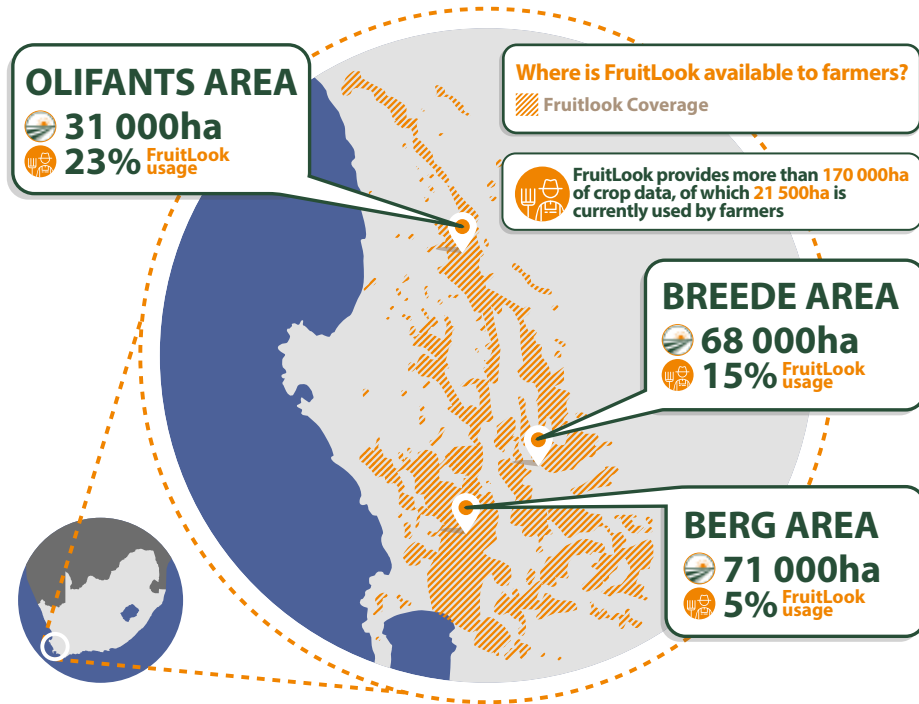 OLIFANTS AREA
31 000ha
23% FruitLook
usage
Where is FruitLook available to farmers?
Fruitlook Coverage
FruitLook provides more than 170 000ha
of crop data, of which 21 500ha is
currently used by farmers
BREEDE AREA
68 000ha
15% FruitLook
usage
BERG AREA
71 000ha
5% FruitLook
usage